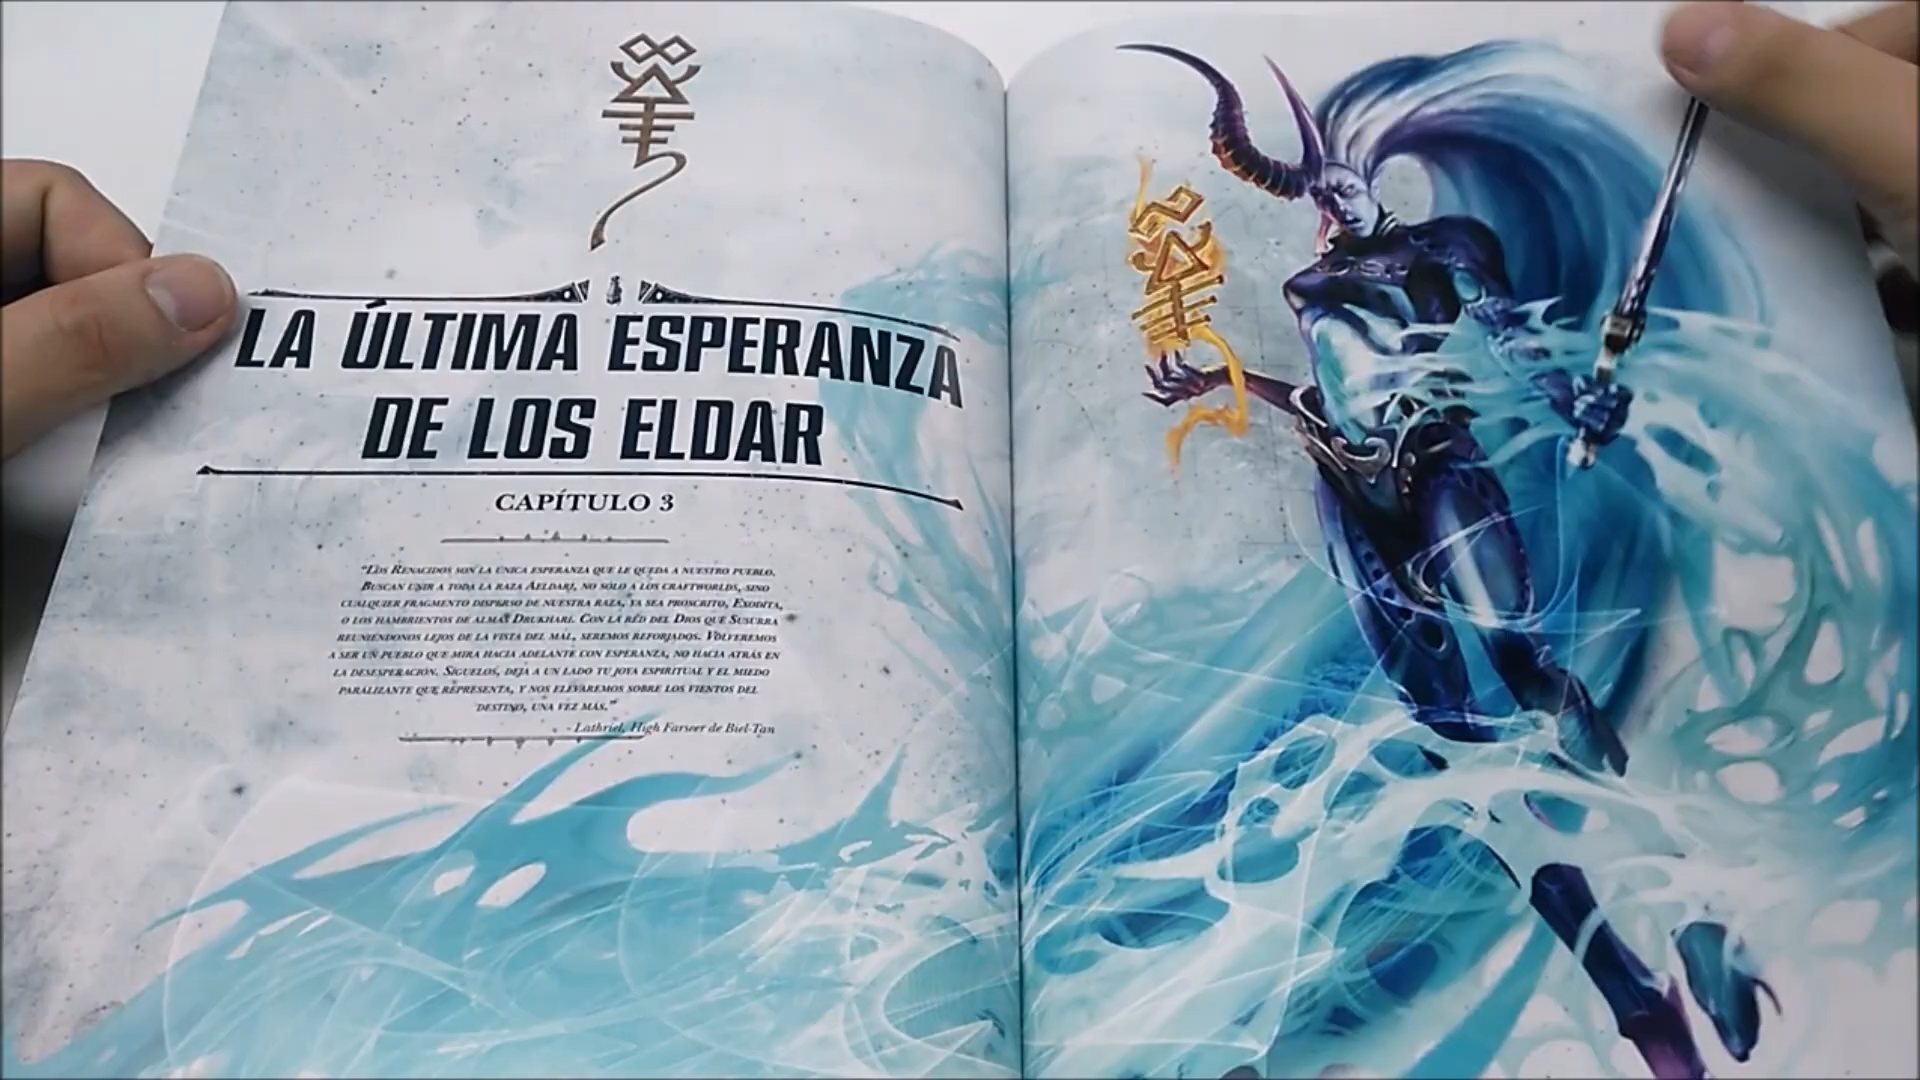 LA ÚLTIMA ESPERANZA
DE LOS ELDAR
CAPÍTULO 3
"Los Renacidos son la única esperanza que le queda a nuestro pueblo.
Buscan unir a toda la raza Aeldari, no sólo a los craftworlds, sino
cualquier fragmento disperso de nuestra raza, ya sea proscrito, Exodita,
o los hambrientos de almas Drukhari. Con la red del Dios que Susurra
reuniéndonos lejos de la vista del mal, seremos reforjados. Volveremos
a ser un pueblo que mira hacia adelante con esperanza, no hacia atrás en
la desesperación. Síguelos, deja a un lado tu joya espiritual y el miedo
paralizante que representa, y nos elevaremos sobre los vientos del
destino, una vez más."
- Lathriel, High Farseer de Biel-Tan